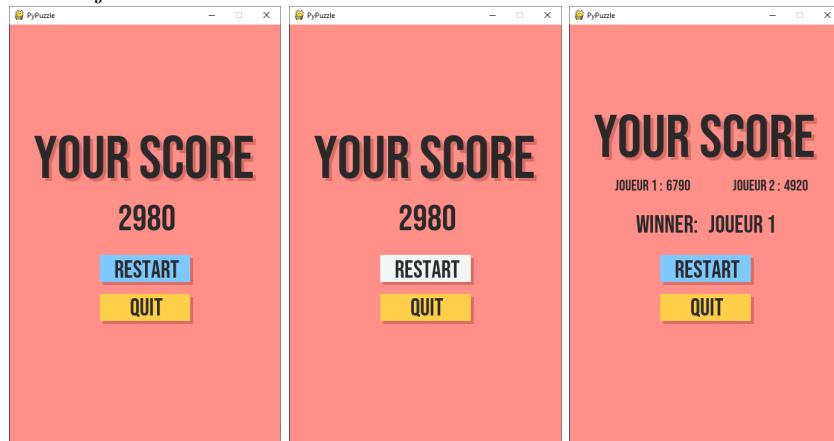 PyPuzzle
YOUR SCORE
2980
RESTART
QUIT
PyPuzzle
YOUR SCORE
2980
RESTART
QUIT
PyPuzzle
YOUR SCORE
JOUEUR 1 : 6790 JOUEUR 2 : 4920
WINNER: JOUEUR 1
RESTART
QUIT